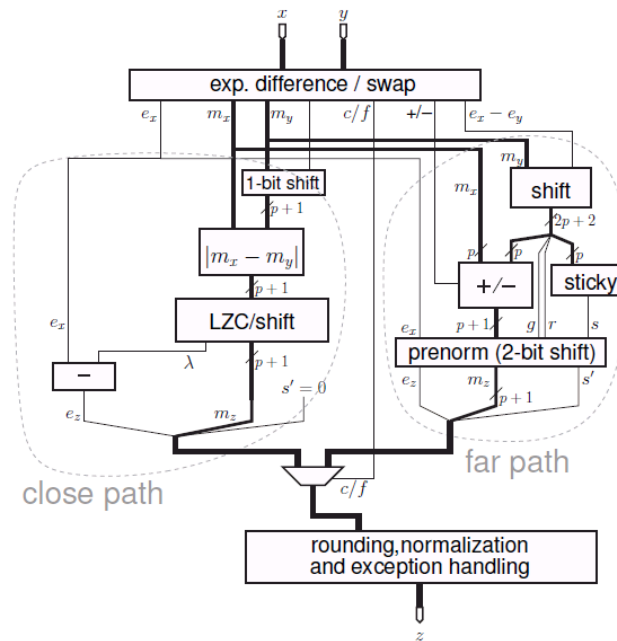 x y
exp. difference / swap
e_x m_x m_y c/f +/− e_x − e_y
m_y
1-bit shift
m_x
shift
p + 1
2p + 2
|m_x − m_y|
p p p
+/−
sticky
p + 1
LZC/shift
e_x
e_x p + 1 g r s
prenorm (2-bit shift)
p + 1
−
λ
s′ = 0
e_z m_z s′
p + 1
e_z m_z
close path
far path
c/f
rounding,normalization
and exception handling
z